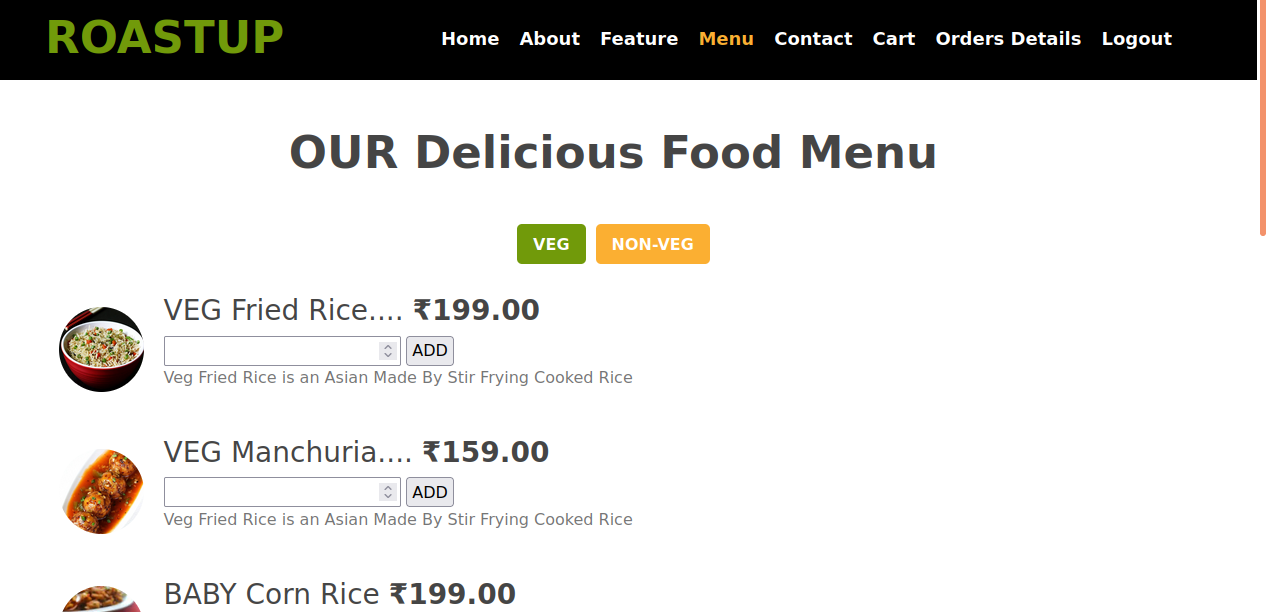 ROASTUP
Home About Feature Menu Contact Cart Orders Details Logout
OUR Delicious Food Menu
VEG NON-VEG
VEG Fried Rice.... ₹199.00
ADD
Veg Fried Rice is an Asian Made By Stir Frying Cooked Rice
VEG Manchuria.... ₹159.00
ADD
Veg Fried Rice is an Asian Made By Stir Frying Cooked Rice
BABY Corn Rice ₹199.00